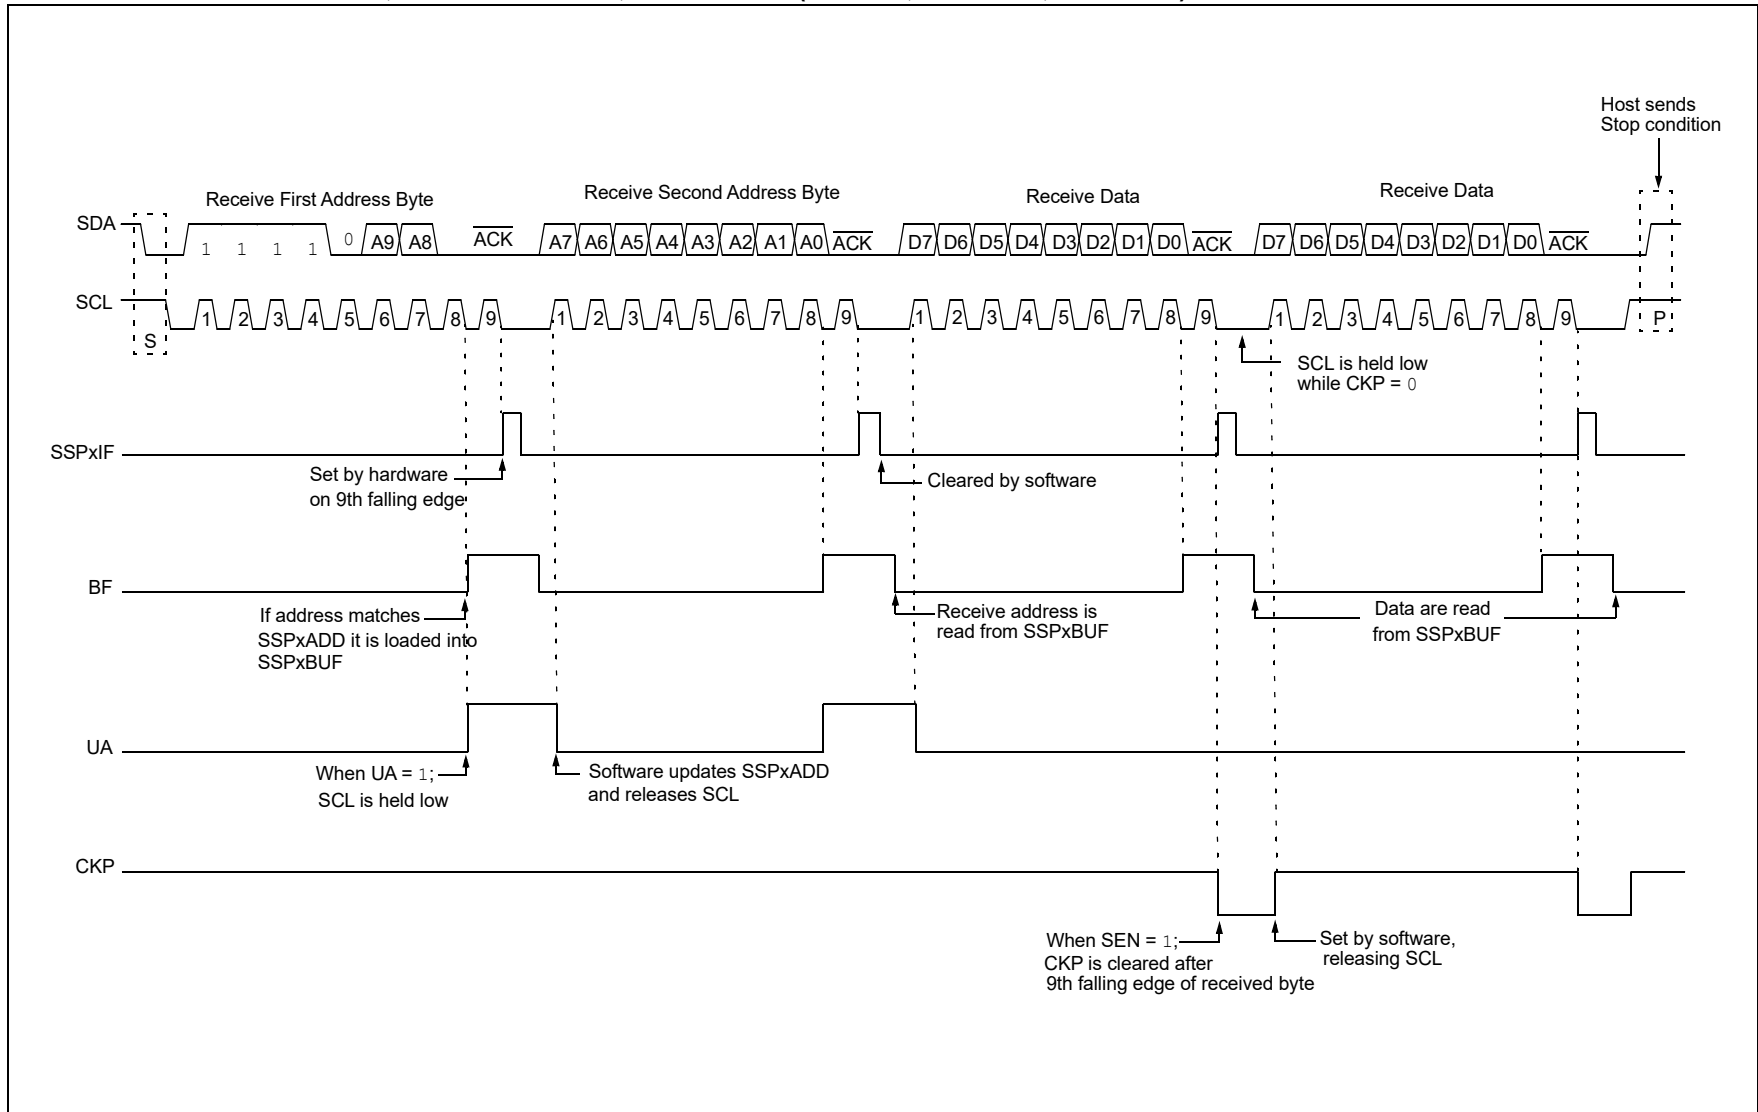 Host sends
Stop condition
Receive First Address Byte
Receive Second Address Byte
Receive Data
Receive Data
SDA
1 1 1 1 0 A9 A8 ACK A7 A6 A5 A4 A3 A2 A1 A0 ACK D7 D6 D5 D4 D3 D2 D1 D0 ACK D7 D6 D5 D4 D3 D2 D1 D0 ACK
SCL
S 1 2 3 4 5 6 7 8 9 1 2 3 4 5 6 7 8 9 1 2 3 4 5 6 7 8 9 1 2 3 4 5 6 7 8 9 P
SCL is held low
while CKP = 0
SSPxIF
Set by hardware
on 9th falling edge
Cleared by software
BF
If address matches
SSPxADD it is loaded into
SSPxBUF
Receive address is
read from SSPxBUF
Data are read
from SSPxBUF
UA
When UA = 1;
SCL is held low
Software updates SSPxADD
and releases SCL
CKP
When SEN = 1;
CKP is cleared after
9th falling edge of received byte
Set by software,
releasing SCL